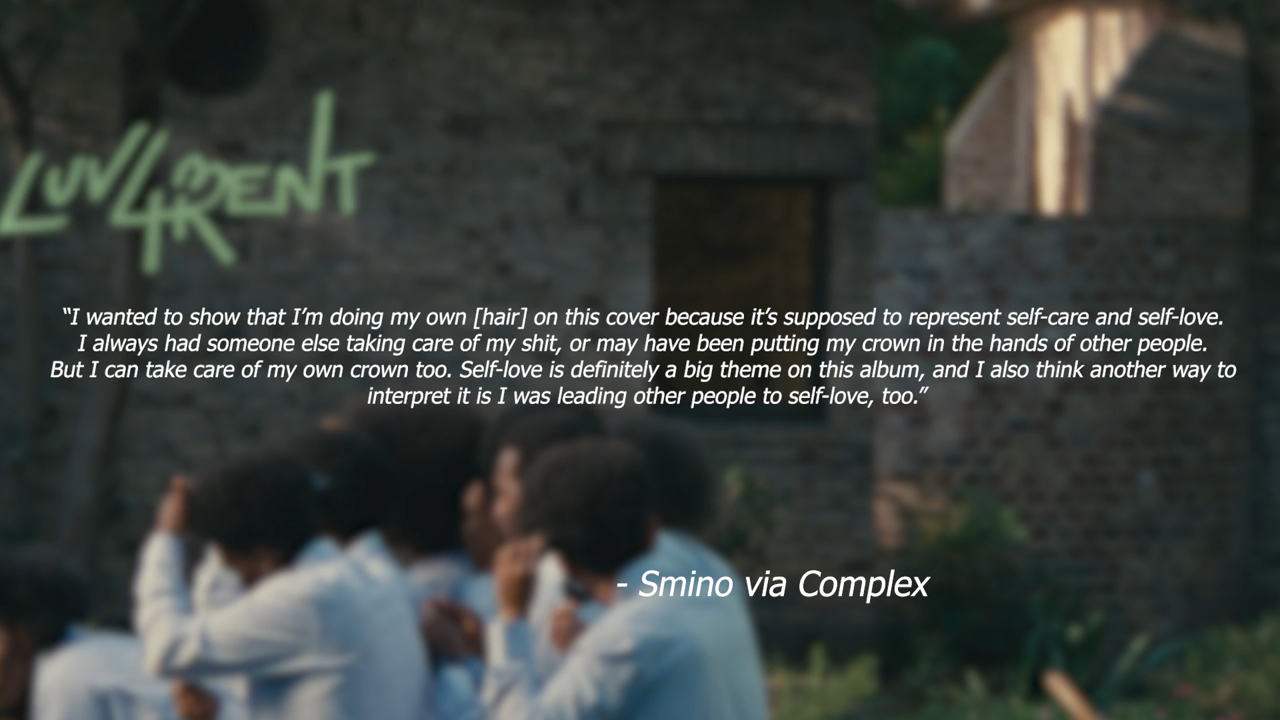 LUV4RENT
“I wanted to show that I’m doing my own [hair] on this cover because it’s supposed to represent self-care and self-love.
I always had someone else taking care of my shit, or may have been putting my crown in the hands of other people.
But I can take care of my own crown too. Self-love is definitely a big theme on this album, and I also think another way to
interpret it is I was leading other people to self-love, too.”
- Smino via Complex